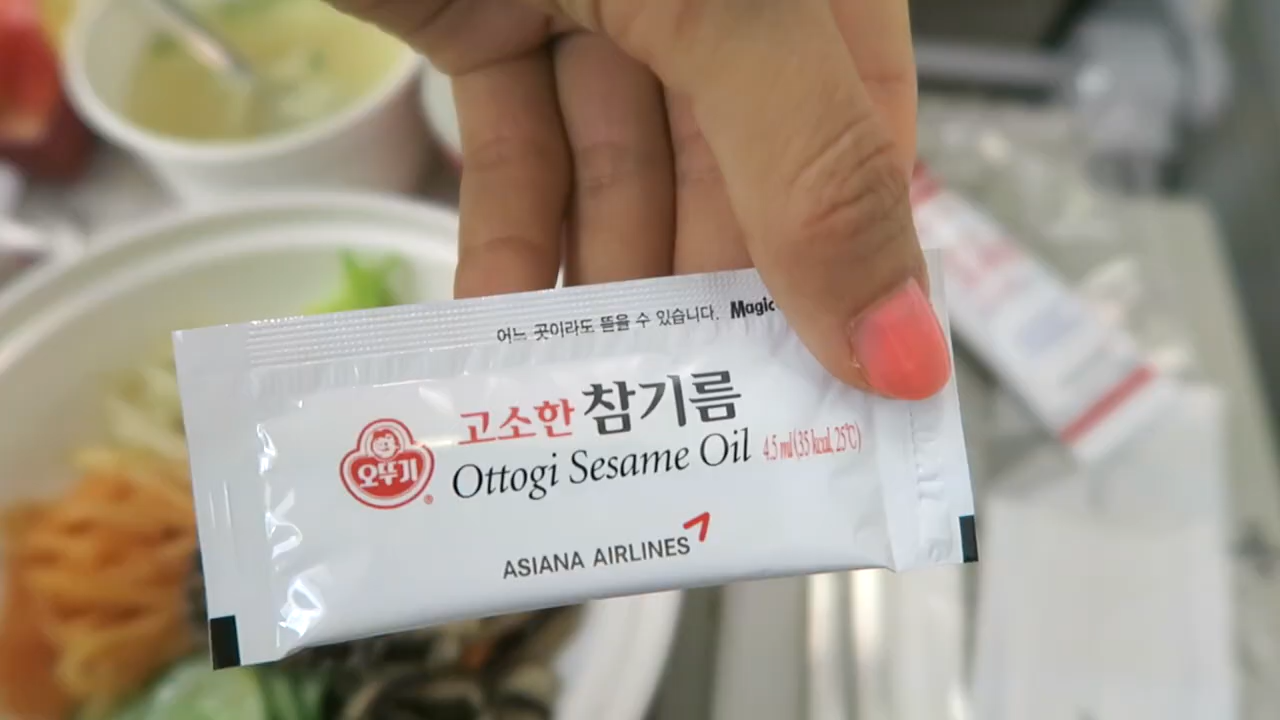 어느 곳이라도 뜯을 수 있습니다. Magic
고소한 참기름
오뚜기
Ottogi Sesame Oil 4.5 ml (35 kcal, 25℃)
ASIANA AIRLINES